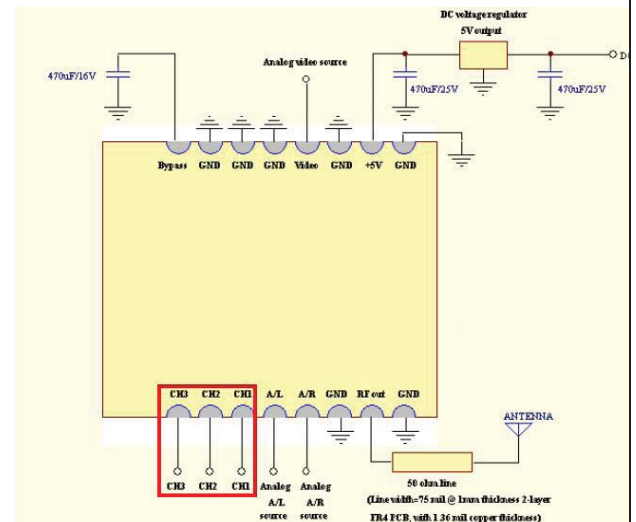 DC voltage regulator
5V output
Analog video source
470uF/16V
470uF/25V
470uF/25V
Bypass GND GND GND Video GND +5V GND
CH3 CH2 CH1 A/L A/R GND RF out GND
ANTENNA
CH3 CH2 CH1
Analog
A/L
source
Analog
A/R
source
50 ohm line
(Line width=75 mil @ 1mm thickness 2-layer
FR4 PCB, with 1.36 mil copper thickness)